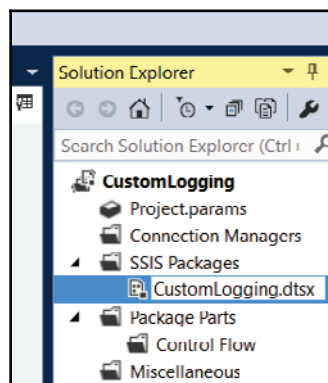 Solution Explorer
Search Solution Explorer (Ctrl
CustomLogging
Project.params
Connection Managers
SSIS Packages
CustomLogging.dtsx
Package Parts
Control Flow
Miscellaneous